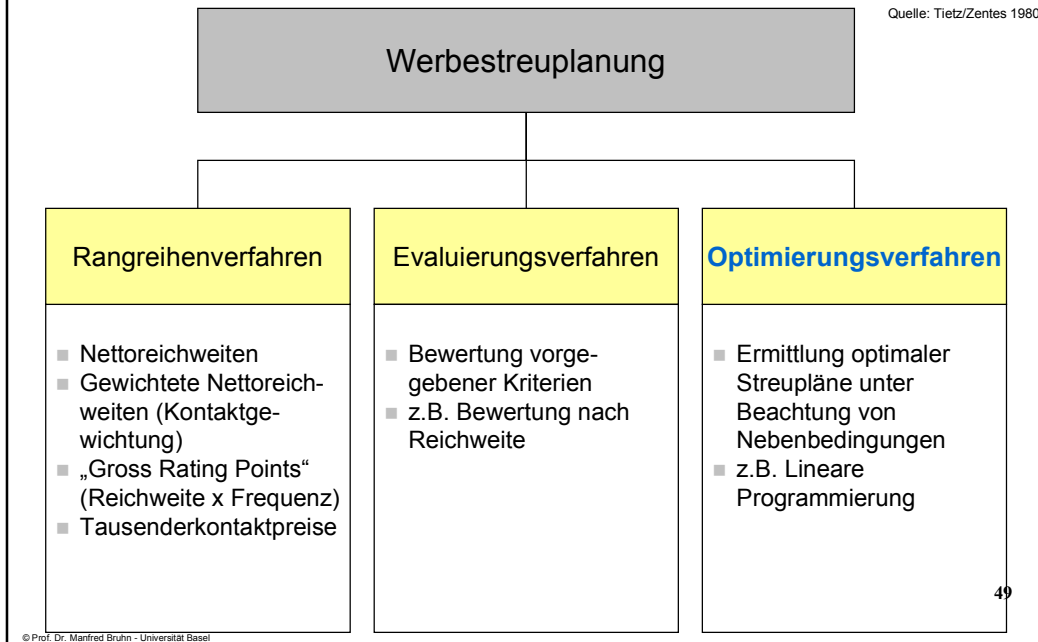 Quelle: Tietz/Zentes 1980
Werbestreuplanung
Rangreihenverfahren
Nettoreichweiten
Gewichtete Nettoreich-
weiten (Kontaktge-
wichtung)
„Gross Rating Points“
(Reichweite x Frequenz)
Tausenderkontaktpreise
Evaluierungsverfahren
Bewertung vorge-
gebener Kriterien
z.B. Bewertung nach
Reichweite
Optimierungsverfahren
Ermittlung optimaler
Streupläne unter
Beachtung von
Nebenbedingungen
z.B. Lineare
Programmierung
49
© Prof. Dr. Manfred Bruhn - Universität Basel